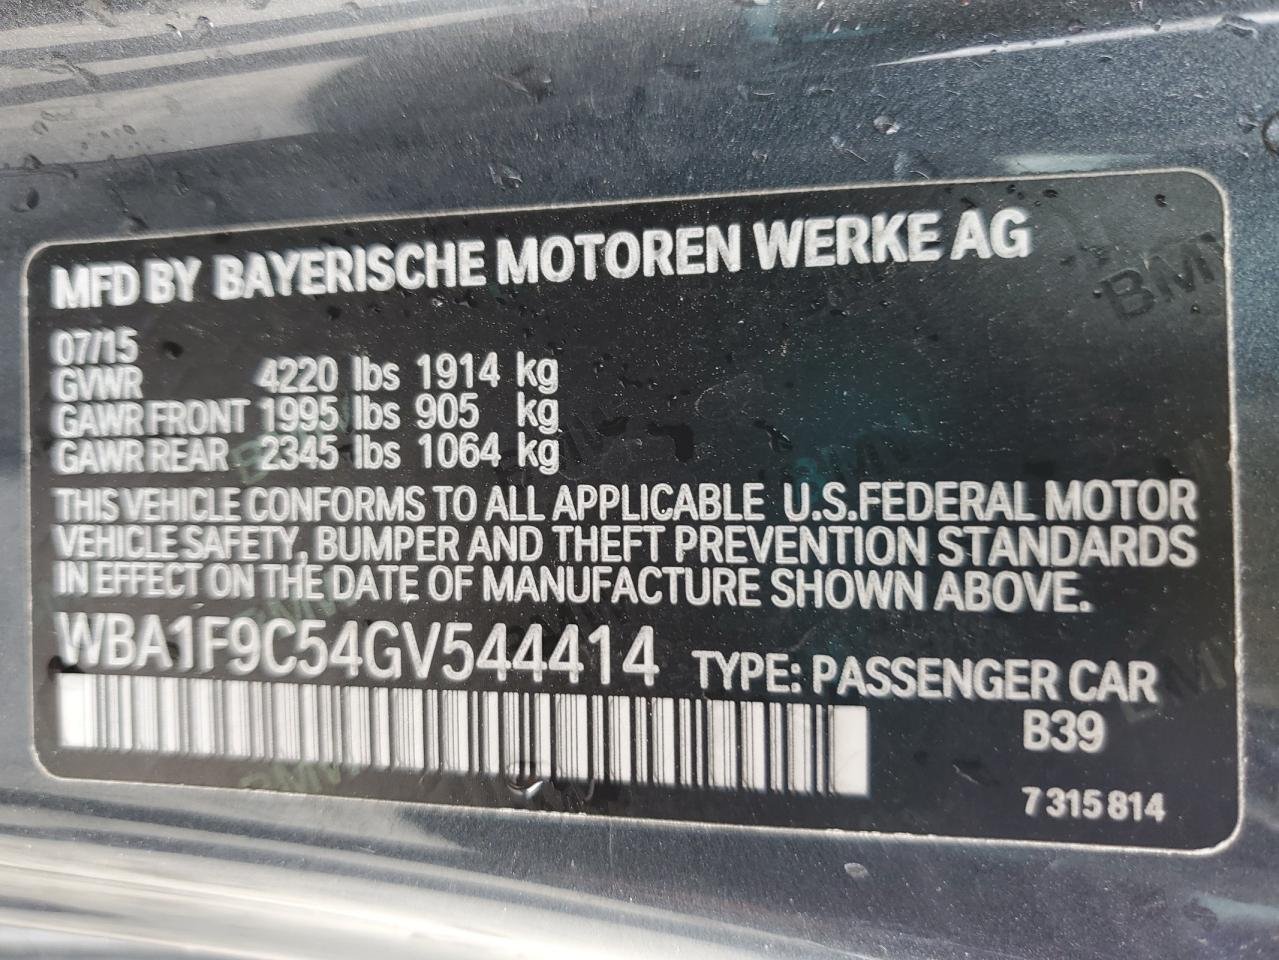 MFD BY BAYERISCHE MOTOREN WERKE AG
07/15
GVWR 4220 lbs 1914 kg
GAWR FRONT 1995 lbs 905 kg
GAWR REAR 2345 lbs 1064 kg
THIS VEHICLE CONFORMS TO ALL APPLICABLE U.S.FEDERAL MOTOR
VEHICLE SAFETY, BUMPER AND THEFT PREVENTION STANDARDS
IN EFFECT ON THE DATE OF MANUFACTURE SHOWN ABOVE.
WBA1F9C54GV544414 TYPE: PASSENGER CAR
B39
7 315 814